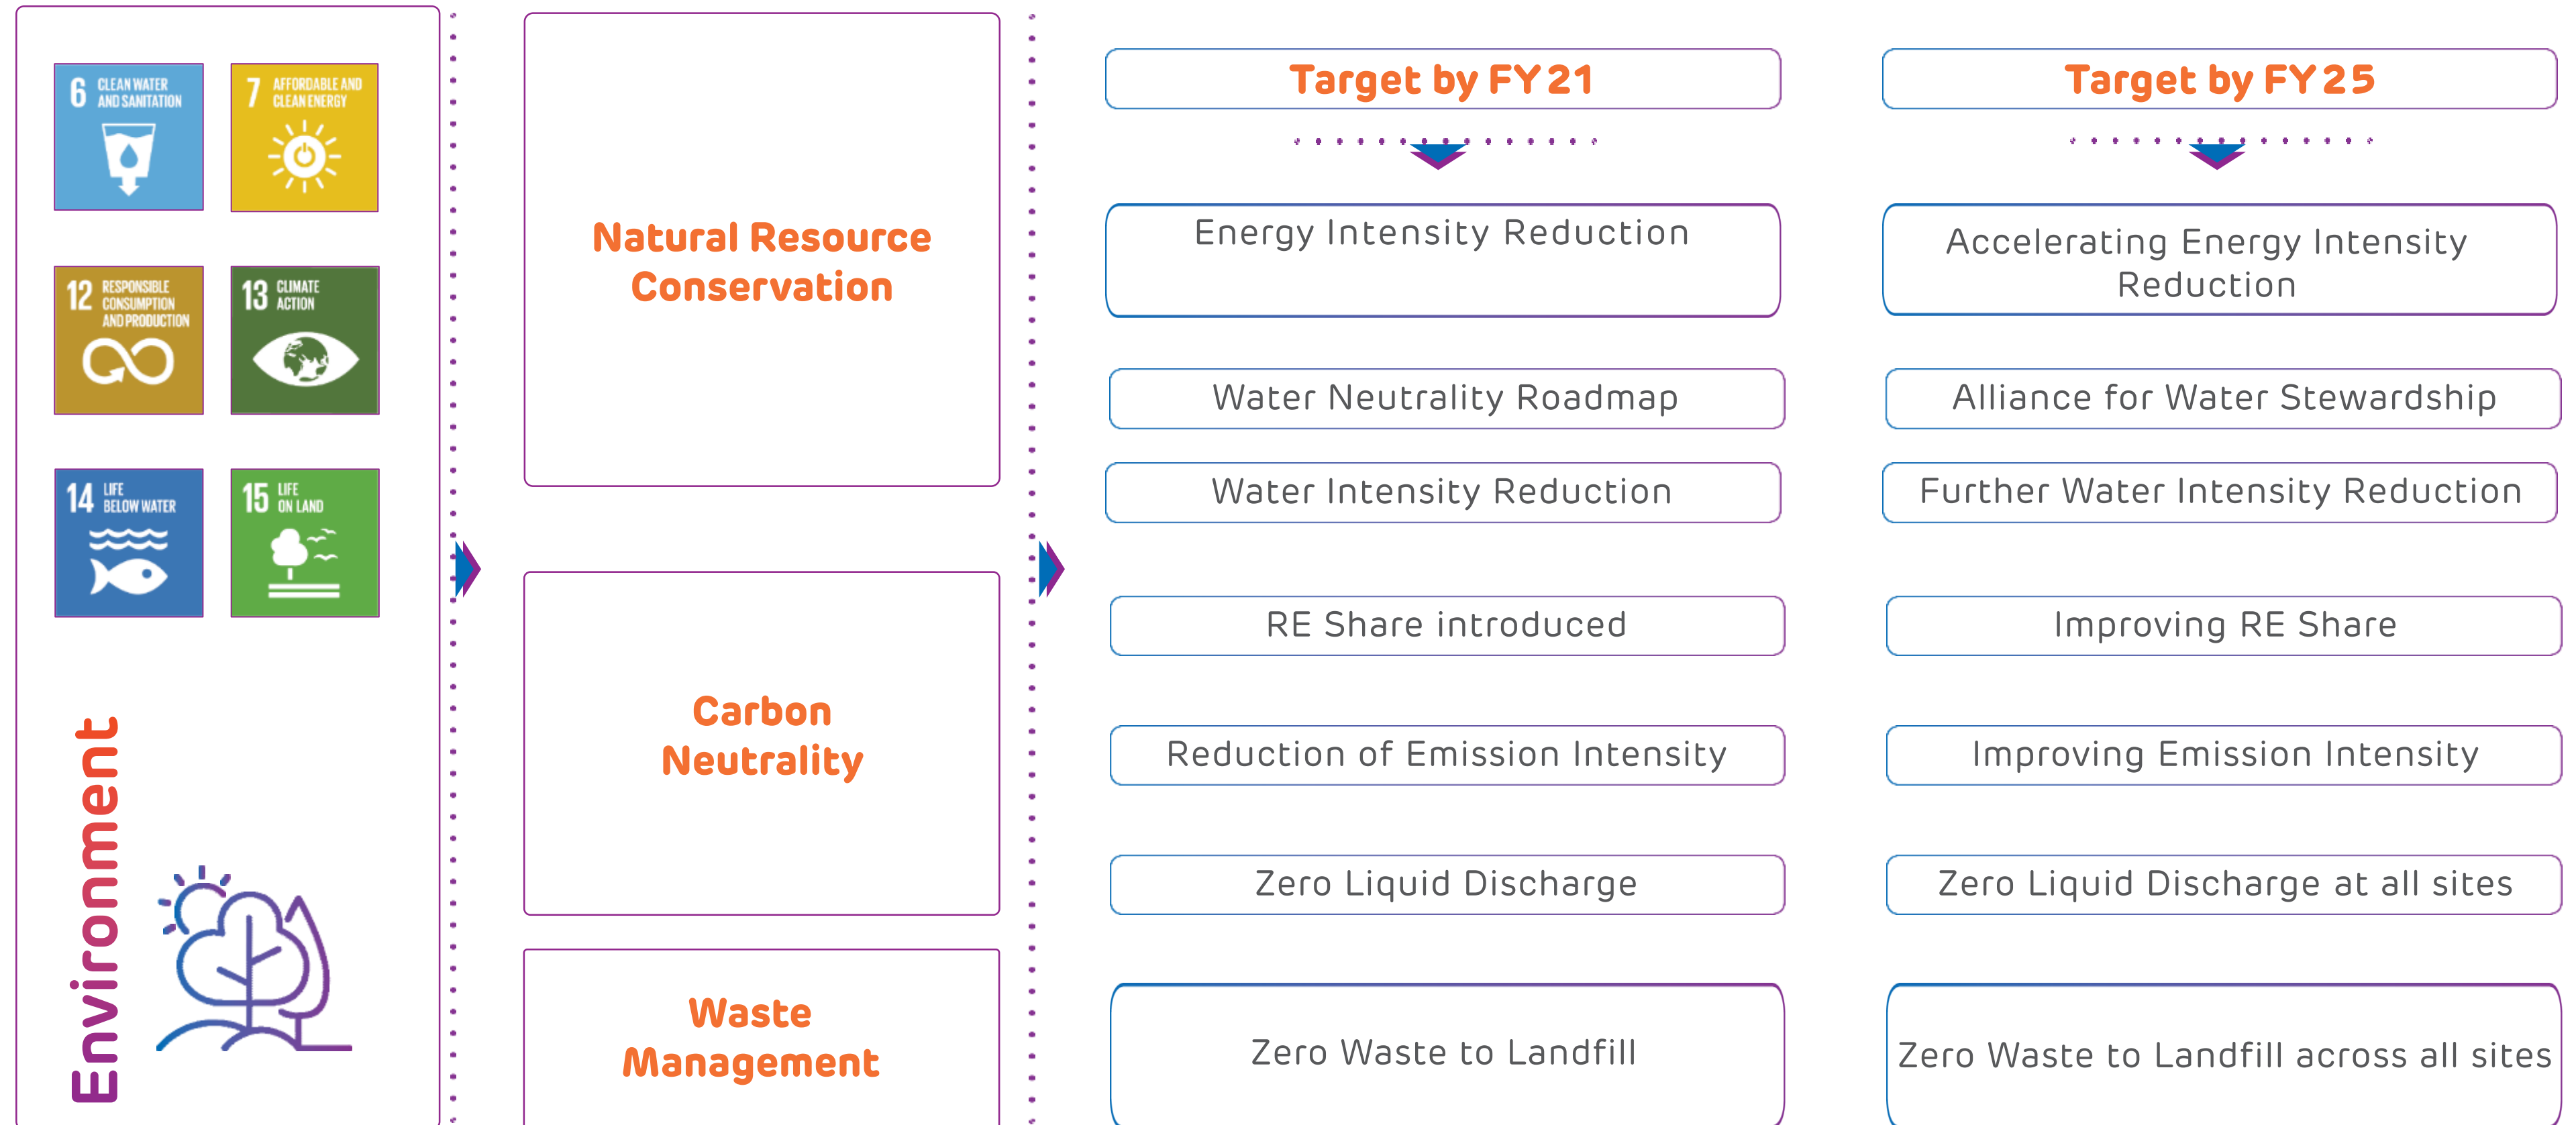 6 CLEAN WATER
AND SANITATION
7 AFFORDABLE AND
CLEAN ENERGY
12 RESPONSIBLE
CONSUMPTION
AND PRODUCTION
13 CLIMATE
ACTION
14 LIFE
BELOW WATER
15 LIFE
ON LAND
Environment
Natural Resource
Conservation
Carbon
Neutrality
Waste
Management
Target by FY21
Energy Intensity Reduction
Water Neutrality Roadmap
Water Intensity Reduction
RE Share introduced
Reduction of Emission Intensity
Zero Liquid Discharge
Zero Waste to Landfill
Target by FY25
Accelerating Energy Intensity
Reduction
Alliance for Water Stewardship
Further Water Intensity Reduction
Improving RE Share
Improving Emission Intensity
Zero Liquid Discharge at all sites
Zero Waste to Landfill across all sites